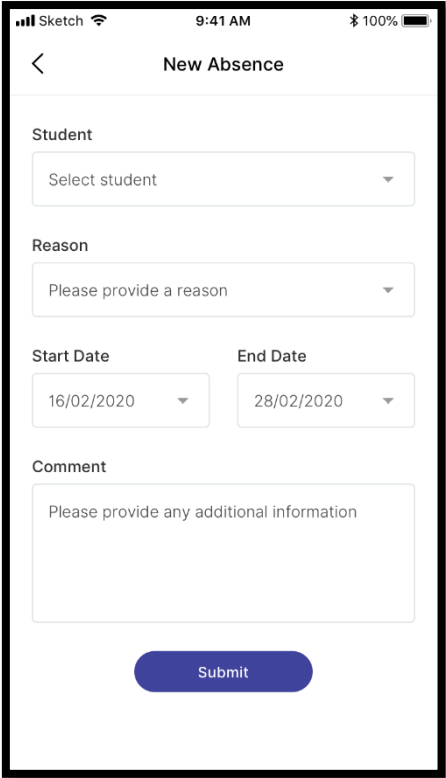 Sketch 9:41 AM 100%
New Absence
Student
Select student
Reason
Please provide a reason
Start Date End Date
16/02/2020 28/02/2020
Comment
Please provide any additional information
Submit